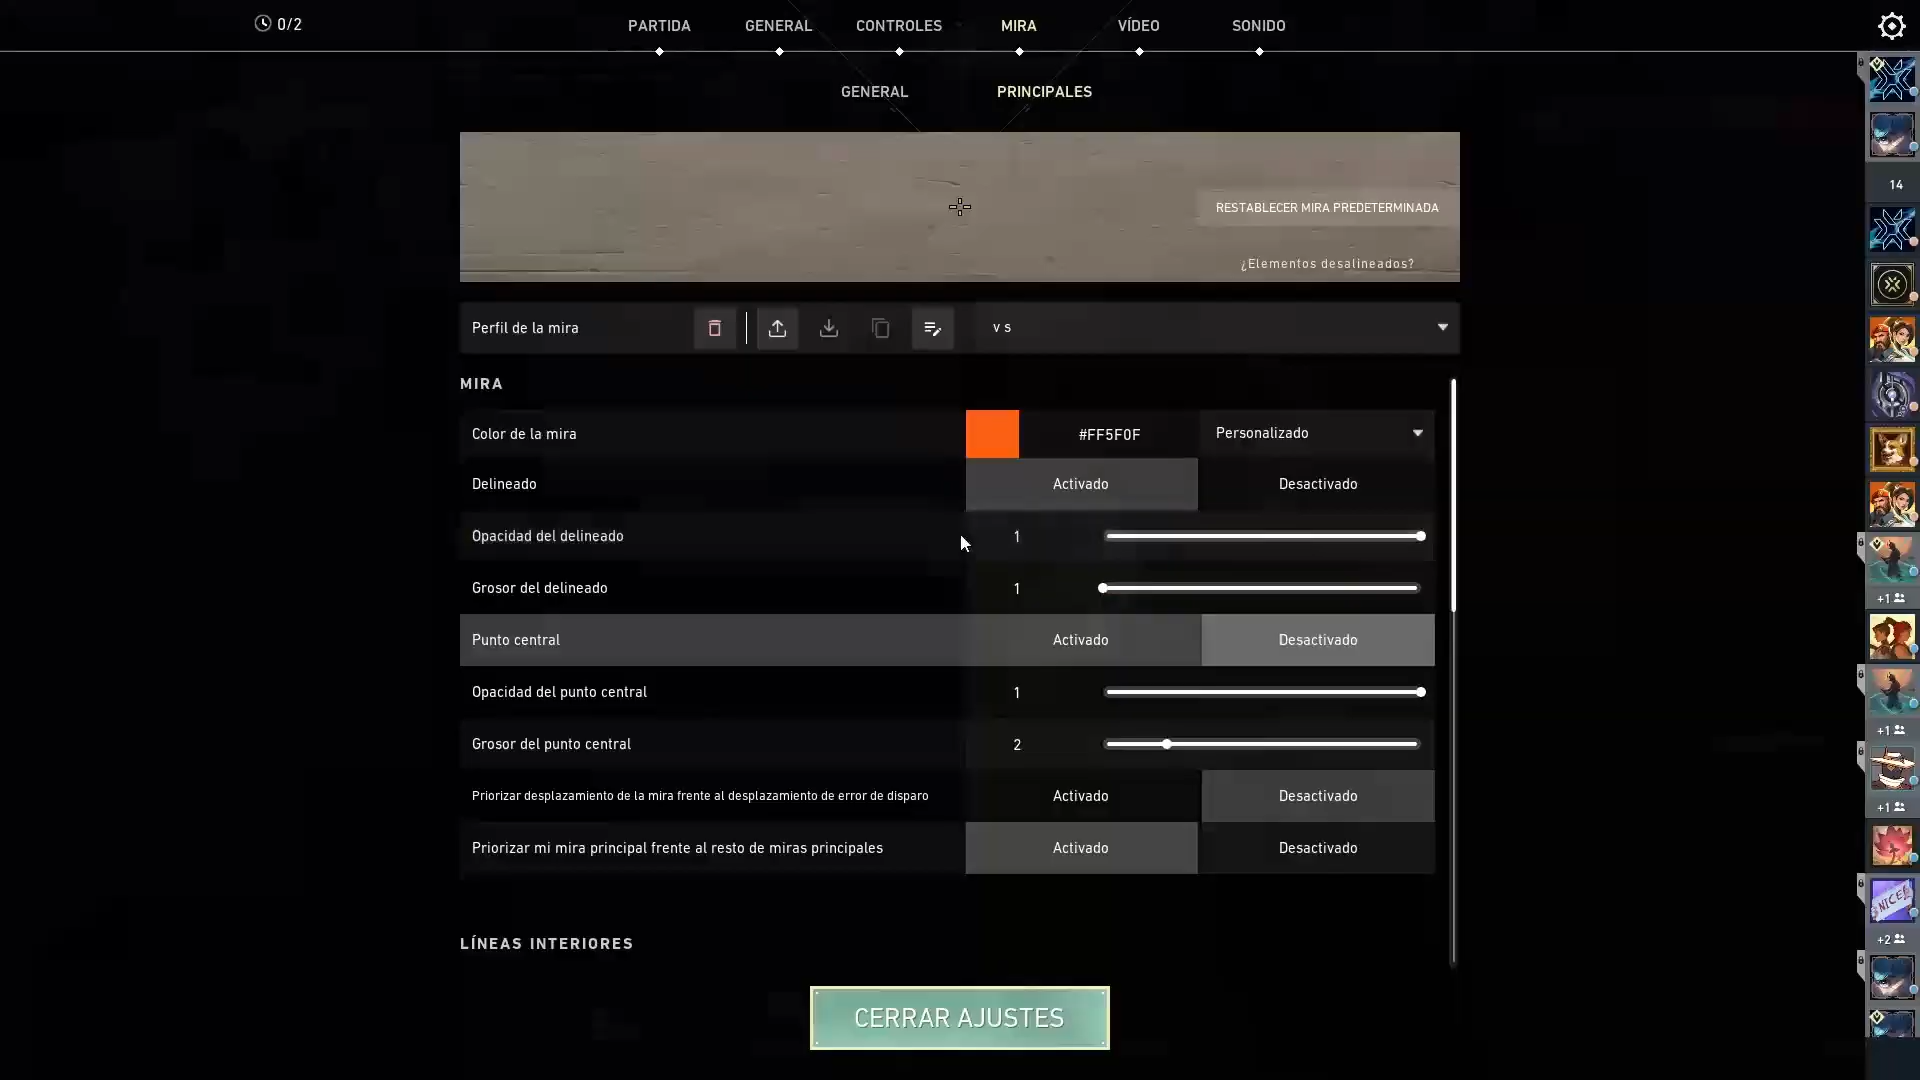 0/2
PARTIDA GENERAL CONTROLES MIRA VÍDEO SONIDO
GENERAL PRINCIPALES
RESTABLECER MIRA PREDETERMINADA
¿Elementos desalineados?
Perfil de la mira v s
MIRA
Color de la mira #FF5F0F Personalizado
Delineado Activado Desactivado
Opacidad del delineado 1
Grosor del delineado 1
Punto central Activado Desactivado
Opacidad del punto central 1
Grosor del punto central 2
Priorizar desplazamiento de la mira frente al desplazamiento de error de disparo Activado Desactivado
Priorizar mi mira principal frente al resto de miras principales Activado Desactivado
LÍNEAS INTERIORES
CERRAR AJUSTES
14
+1
+1
+1
NICE!
+2